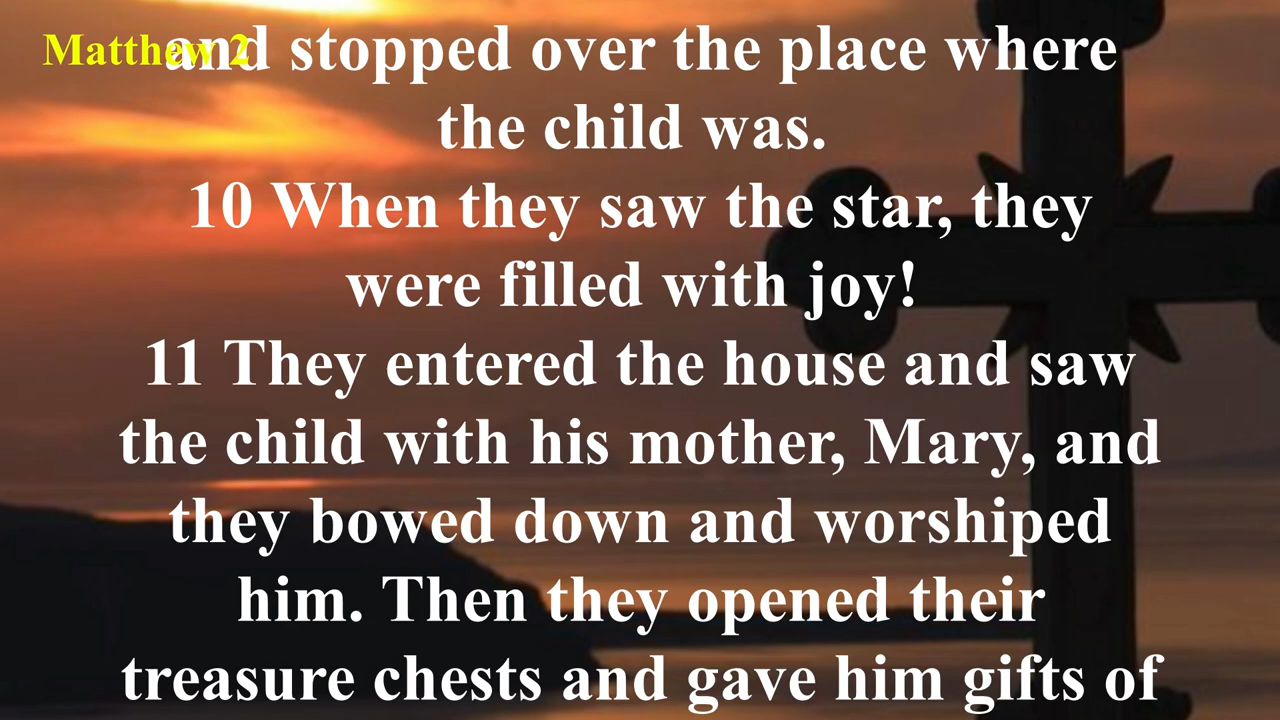 Matthew 2
and stopped over the place where
the child was.
10 When they saw the star, they
were filled with joy!
11 They entered the house and saw
the child with his mother, Mary, and
they bowed down and worshiped
him. Then they opened their
treasure chests and gave him gifts of